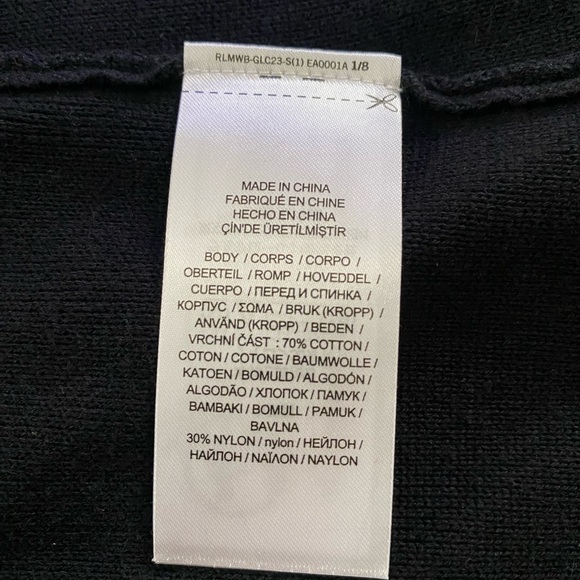 RLMWB-GLC23-S(1) EA0001A 1/8
MADE IN CHINA
FABRIQUÉ EN CHINE
HECHO EN CHINA
ÇİN'DE ÜRETİLMİŞTİR
BODY / CORPS / CORPO /
OBERTEIL / ROMP / HOVEDDEL /
CUERPO / ПЕРЕД И СПИНКА /
КОРПУС / ΣΩΜΑ / BRUK (KROPP) /
ANVÄND (KROPP) / BEDEN /
VRCHNÍ ČÁST : 70% COTTON /
COTON / COTONE / BAUMWOLLE /
KATOEN / BOMULD / ALGODÓN /
ALGODÃO / ХЛОПОК / ПАМУК /
BAMBAKI / BOMULL / PAMUK /
BAVLNA
30% NYLON / nylon / НЕЙЛОН /
НАЙЛОН / ΝΑΪΛΟΝ / NAYLON